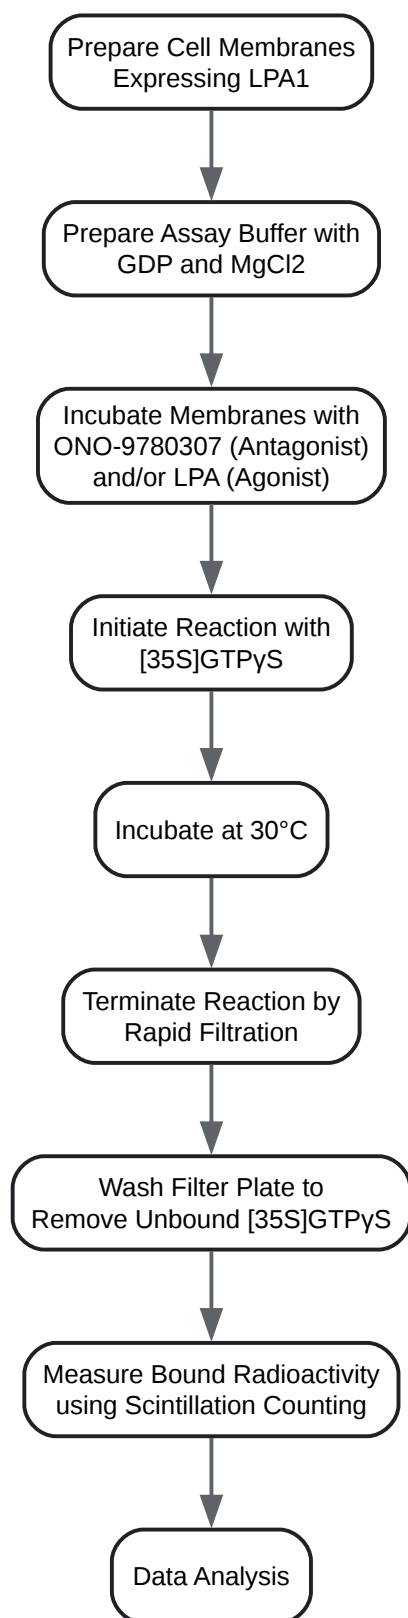 Prepare Cell Membranes
Expressing LPA1
Prepare Assay Buffer with
GDP and MgCl2
Incubate Membranes with
ONO-9780307 (Antagonist)
and/or LPA (Agonist)
Initiate Reaction with
[35S]GTPγS
Incubate at 30°C
Terminate Reaction by
Rapid Filtration
Wash Filter Plate to
Remove Unbound [35S]GTPγS
Measure Bound Radioactivity
using Scintillation Counting
Data Analysis